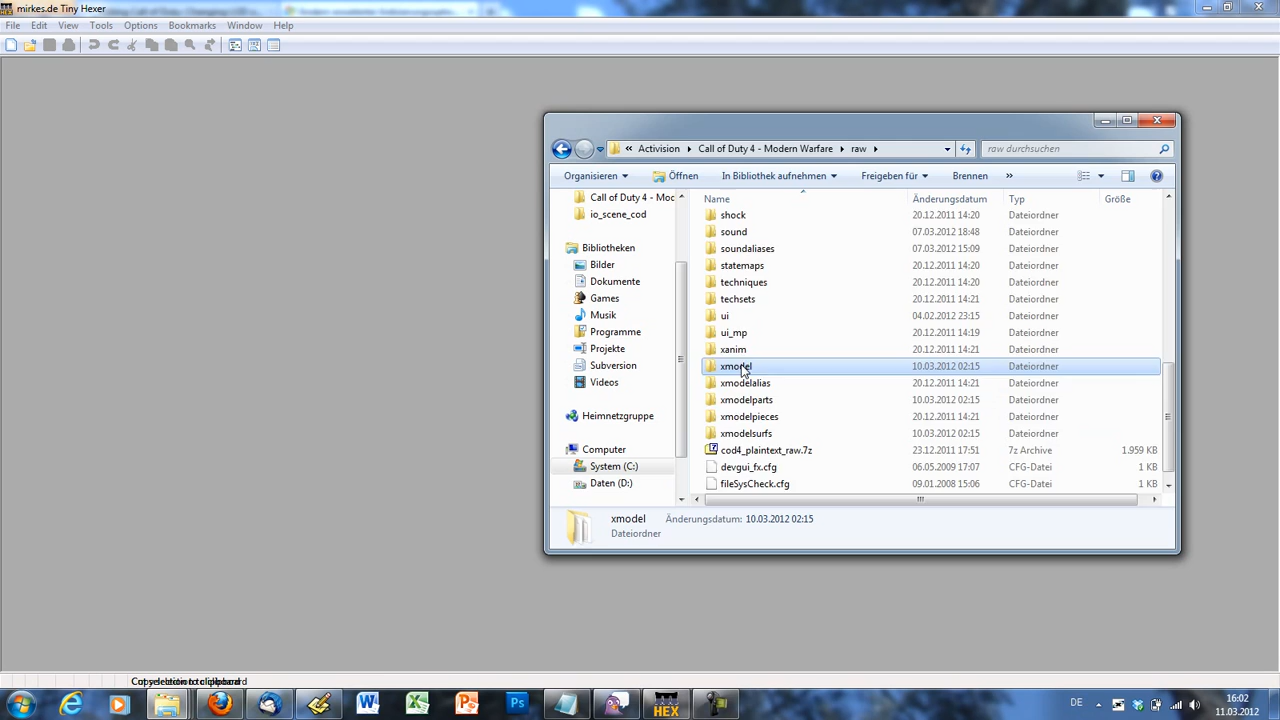 mirkes.de Tiny Hexer
File Edit View Tools Options Bookmarks Window Help
Activision Call of Duty 4 - Modern Warfare raw
raw durchsuchen
Organisieren Öffnen In Bibliothek aufnehmen Freigeben für Brennen »
Call of Duty 4 - Moc
io_scene_cod
Bibliotheken
Bilder
Dokumente
Games
Musik
Programme
Projekte
Subversion
Videos
Heimnetzgruppe
Computer
System (C:)
Daten (D:)
Name Änderungsdatum Typ Größe
shock 20.12.2011 14:20 Dateiordner
sound 07.03.2012 18:48 Dateiordner
soundaliases 07.03.2012 15:09 Dateiordner
statemaps 20.12.2011 14:20 Dateiordner
techniques 20.12.2011 14:21 Dateiordner
techsets 20.12.2011 14:21 Dateiordner
ui 04.02.2012 23:15 Dateiordner
ui_mp 20.12.2011 14:19 Dateiordner
xanim 20.12.2011 14:21 Dateiordner
xmodel 10.03.2012 02:15 Dateiordner
xmodelalias 20.12.2011 14:21 Dateiordner
xmodelparts 10.03.2012 02:15 Dateiordner
xmodelpieces 20.12.2011 14:21 Dateiordner
xmodelsurfs 10.03.2012 02:15 Dateiordner
cod4_plaintext_raw.7z 23.12.2011 17:51 7z Archive 1.959 KB
devgui_fx.cfg 06.05.2009 17:07 CFG-Datei 1 KB
fileSysCheck.cfg 09.01.2008 15:06 CFG-Datei 1 KB
xmodel Änderungsdatum: 10.03.2012 02:15
Dateiordner
DE
16:02
11.03.2012